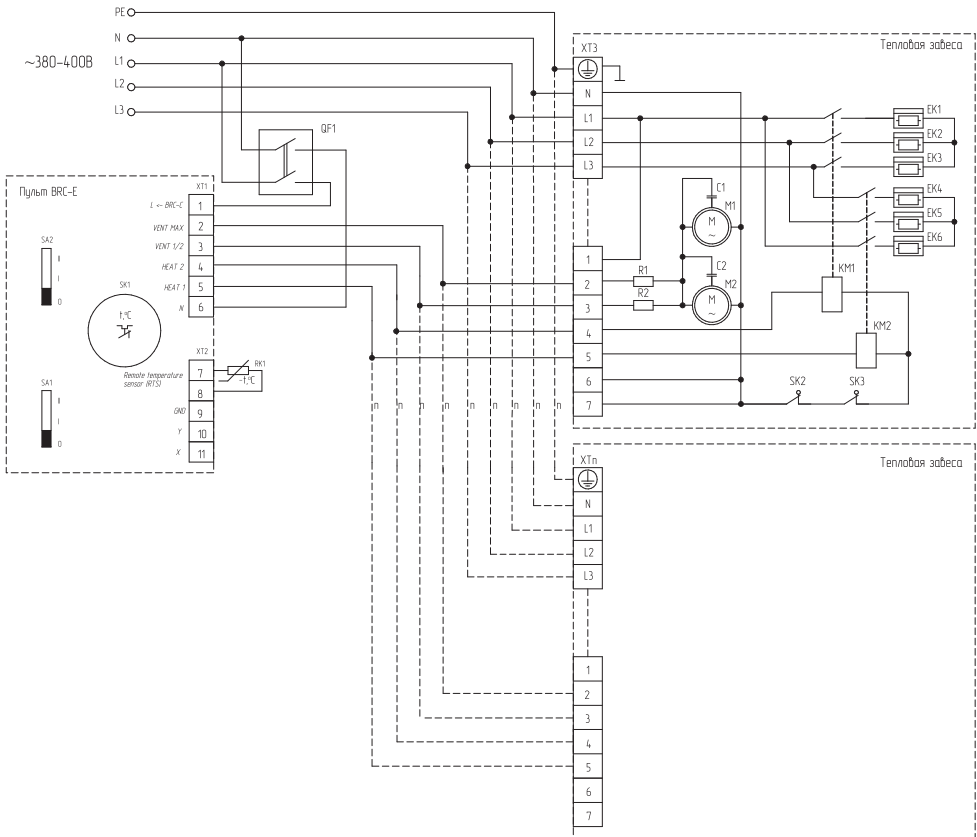 PE
N
~380-400В
L1
L2
L3
QF1
Пульт BRC-E
XT1
L <- BRC-E
1
VENT MAX
2
VENT 1/2
3
HEAT 2
4
HEAT 1
5
N
6
SA2
II
I
0
SK1
t,°C
XT2
Remote temperature
sensor (RTS)
7
8
GND
9
Y
10
X
11
RK1
-t,°C
SA1
II
I
0
n n n n n n n n n
Тепловая завеса
XT3
N
L1
L2
L3
1
2
3
4
5
6
7
EK1
EK2
EK3
EK4
EK5
EK6
C1
M1
M
~
C2
M2
M
~
R1
R2
KM1
KM2
SK2
SK3
Тепловая завеса
XTn
N
L1
L2
L3
1
2
3
4
5
6
7